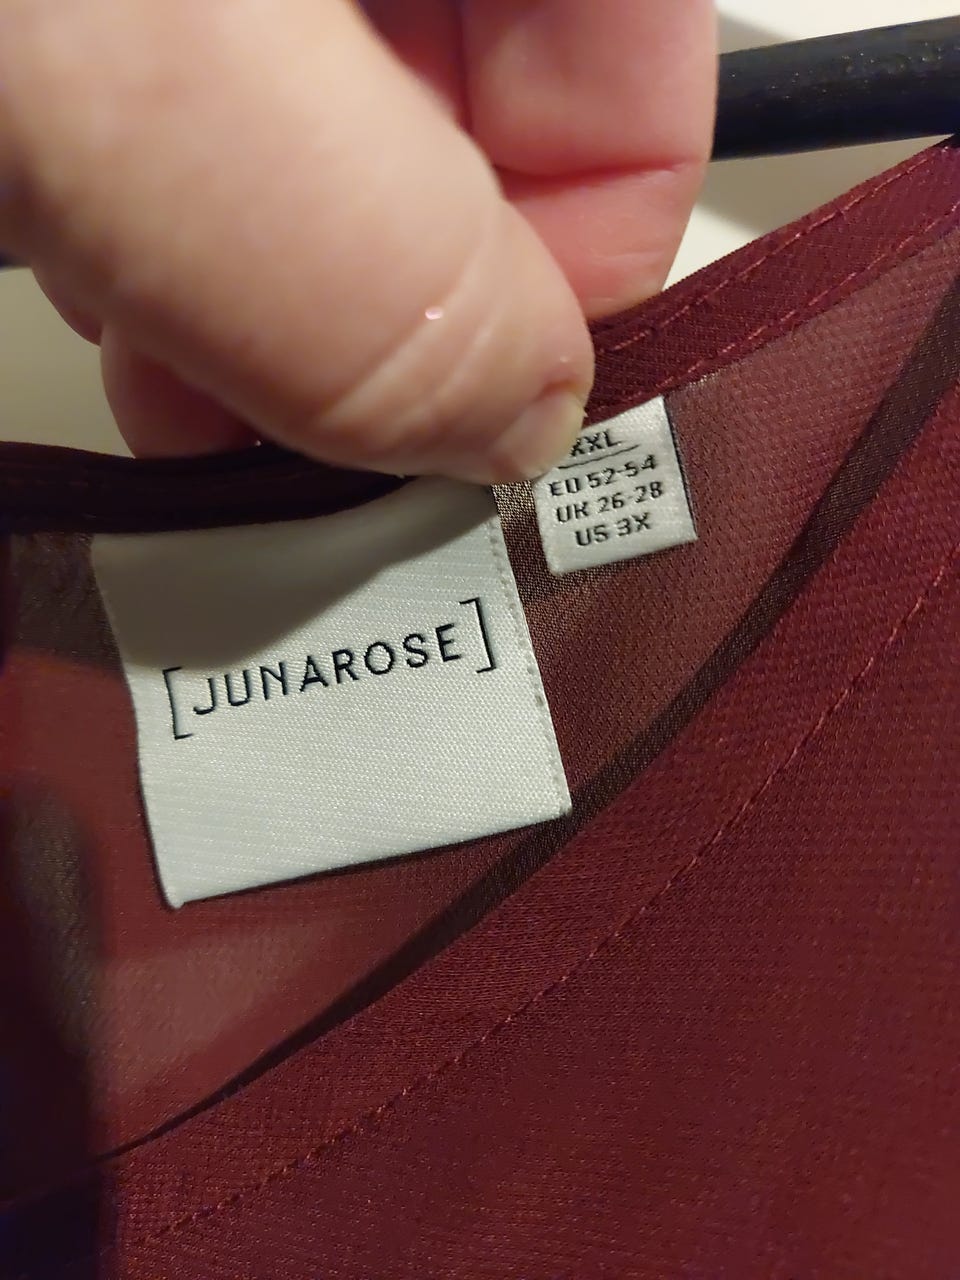 XXL
EU 52-54
UK 26-28
US 3X
[JUNAROSE]